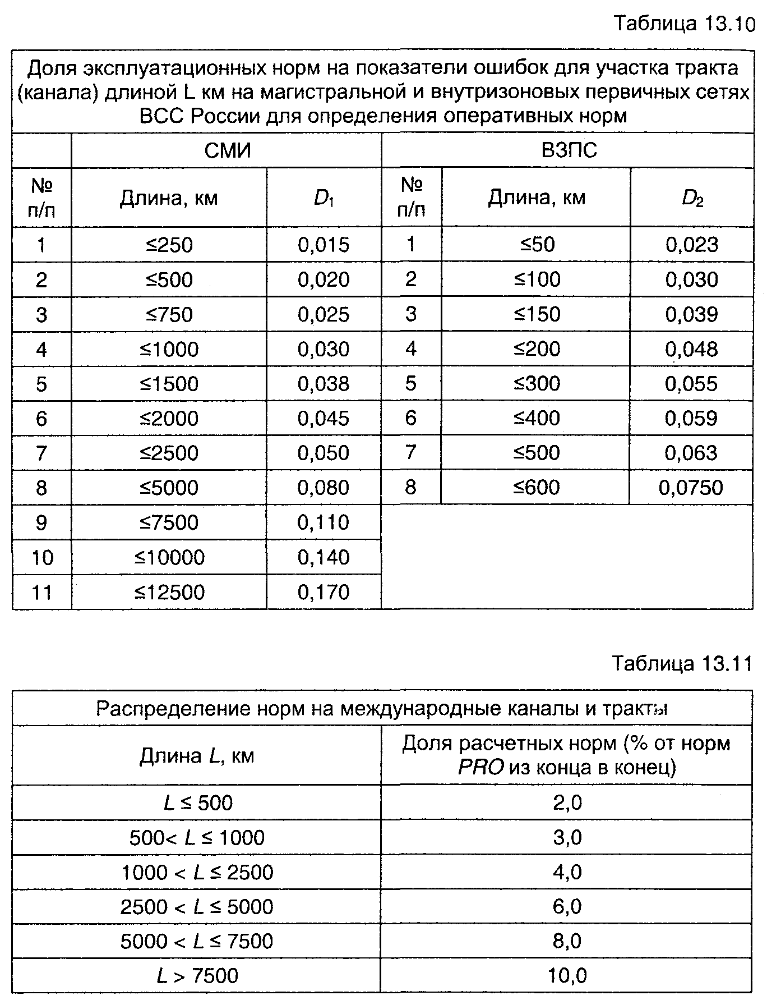 Таблица 13.10
Доля эксплуатационных норм на показатели ошибок для участка тракта
(канала) длиной L км на магистральной и внутризоновых первичных сетях
ВСС России для определения оперативных норм
СМИ ВЗПС
№ п/п Длина, км D1 № п/п Длина, км D2
1 ≤250 0,015 1 ≤50 0,023
2 ≤500 0,020 2 ≤100 0,030
3 ≤750 0,025 3 ≤150 0,039
4 ≤1000 0,030 4 ≤200 0,048
5 ≤1500 0,038 5 ≤300 0,055
6 ≤2000 0,045 6 ≤400 0,059
7 ≤2500 0,050 7 ≤500 0,063
8 ≤5000 0,080 8 ≤600 0,0750
9 ≤7500 0,110
10 ≤10000 0,140
11 ≤12500 0,170
Таблица 13.11
Распределение норм на международные каналы и тракты
Длина L, км
Доля расчетных норм (% от норм
PRO из конца в конец)
L ≤ 500 2,0
500< L ≤ 1000 3,0
1000 < L ≤ 2500 4,0
2500 < L ≤ 5000 6,0
5000 < L ≤ 7500 8,0
L > 7500 10,0